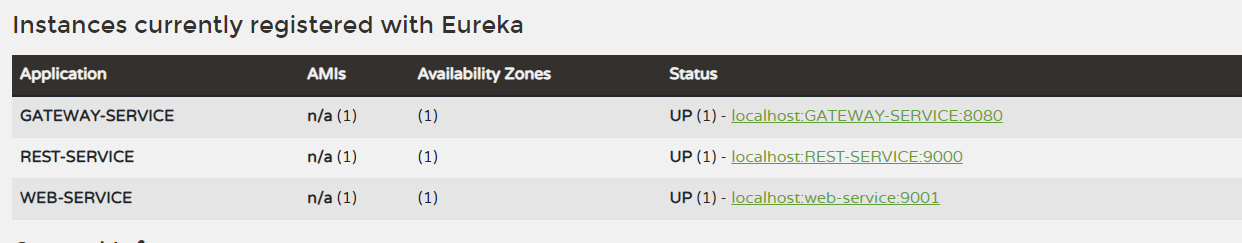 Instances currently registered with Eureka
Application AMIs Availability Zones Status
GATEWAY-SERVICE n/a (1) (1) UP (1) - localhost:GATEWAY-SERVICE:8080
REST-SERVICE n/a (1) (1) UP (1) - localhost:REST-SERVICE:9000
WEB-SERVICE n/a (1) (1) UP (1) - localhost:web-service:9001